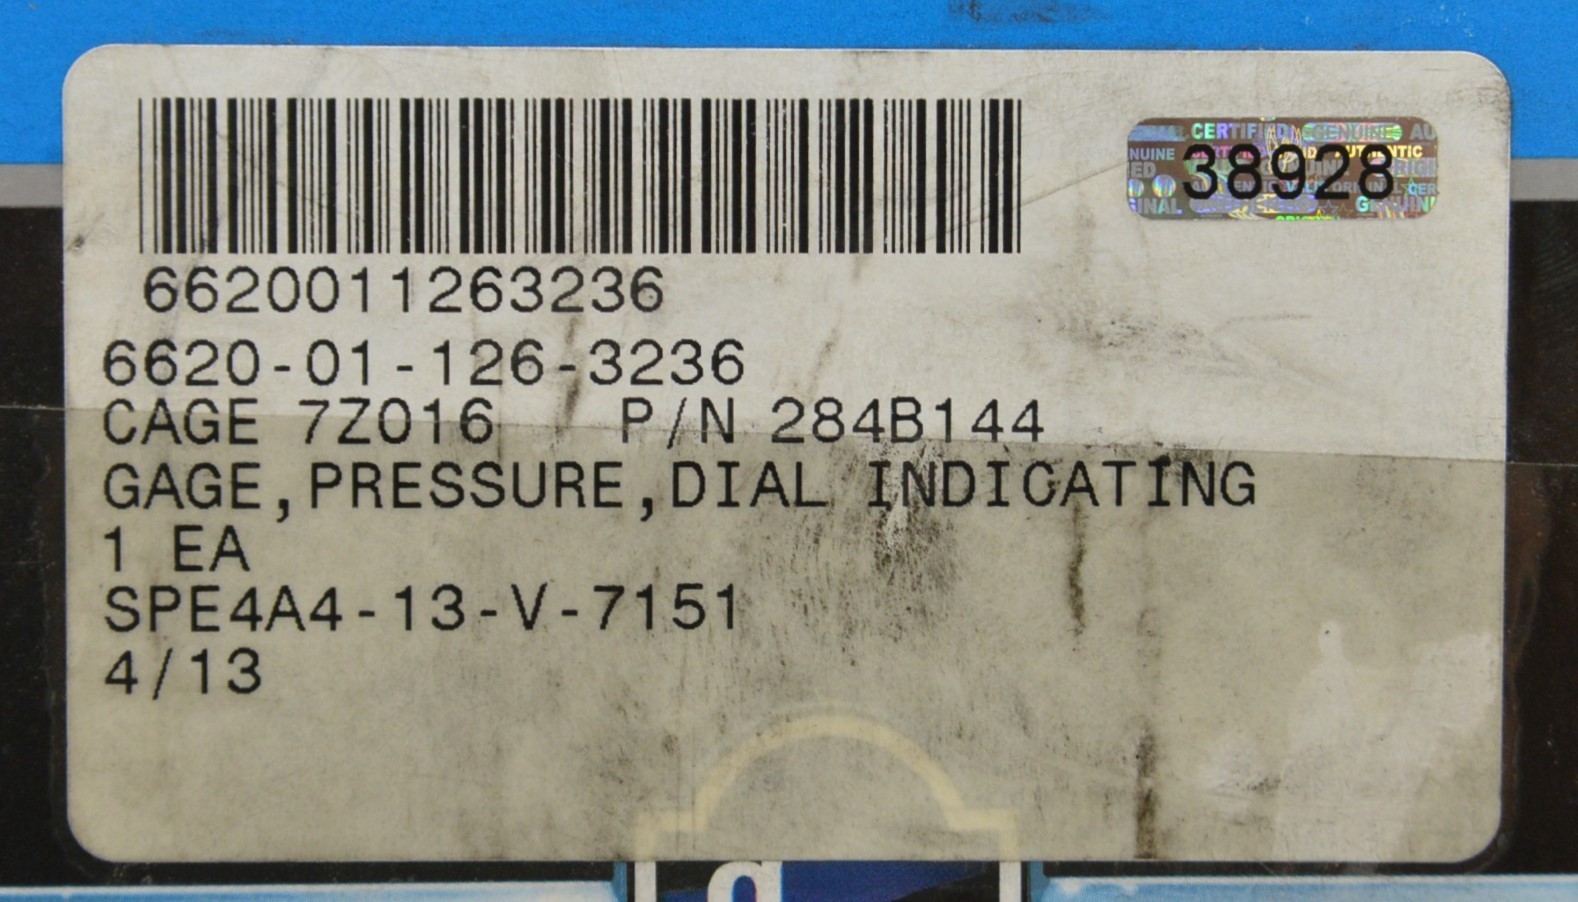 38928
6620011263236
6620-01-126-3236
CAGE 7Z016 P/N 284B144
GAGE,PRESSURE,DIAL INDICATING
1 EA
SPE4A4-13-V-7151
4/13